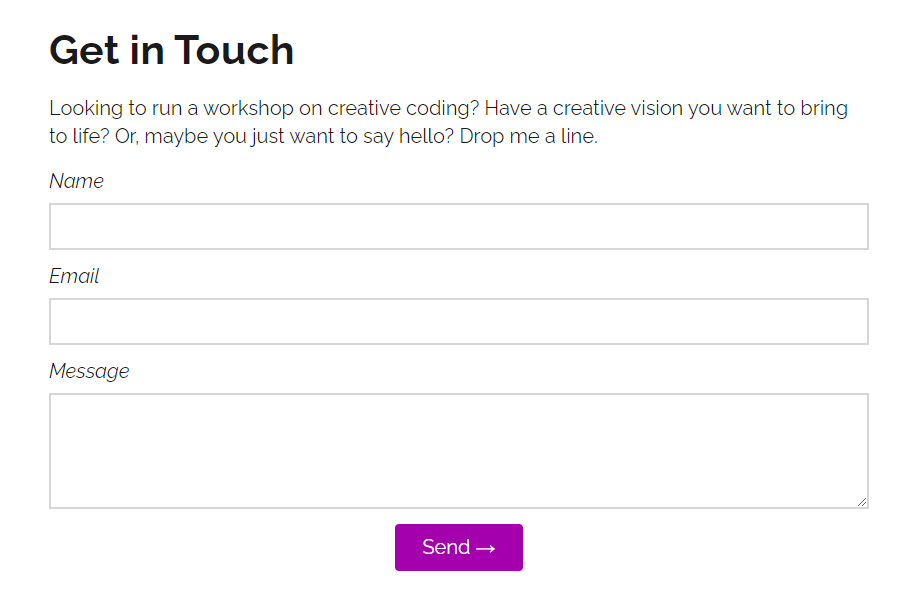 Get in Touch
Looking to run a workshop on creative coding? Have a creative vision you want to bring
to life? Or, maybe you just want to say hello? Drop me a line.
Name
Email
Message
Send →